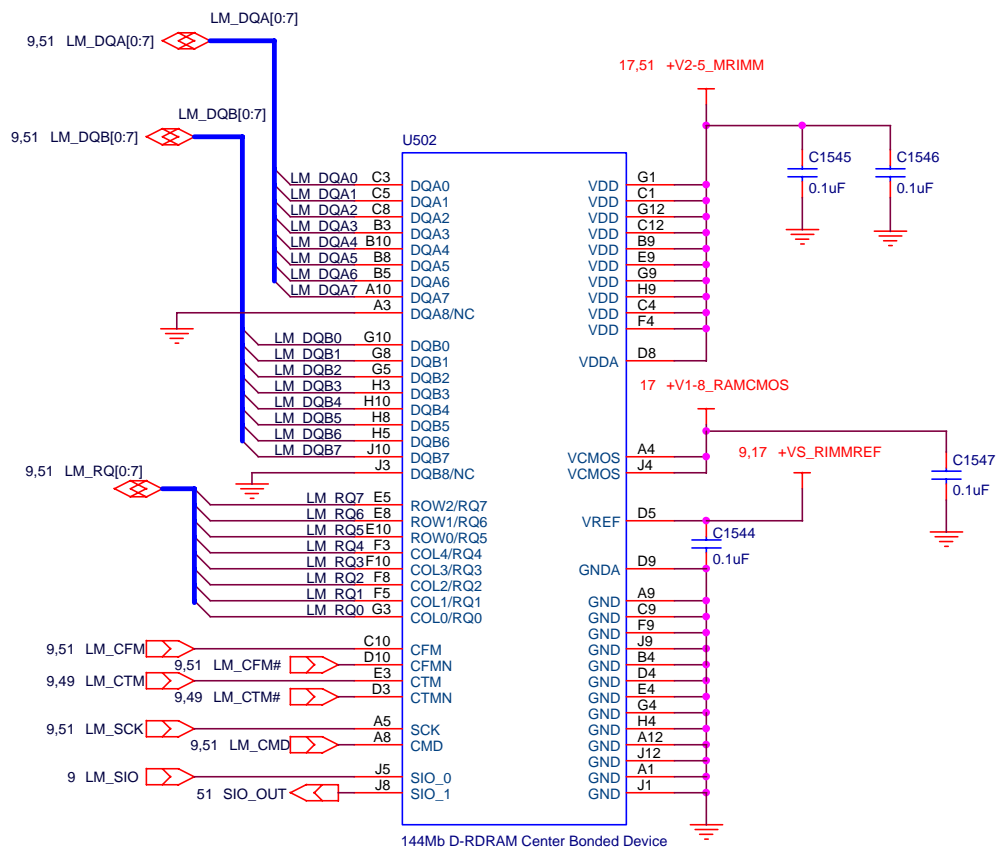 LM_DQA[0:7]
9,51 LM_DQA[0:7]
LM_DQB[0:7]
9,51 LM_DQB[0:7]
17,51 +V2-5_MRIMM
U502
C1545
0.1uF
C1546
0.1uF
LM_DQA0 C3 DQA0
LM_DQA1 C5 DQA1
LM_DQA2 C8 DQA2
LM_DQA3 B3 DQA3
LM_DQA4 B10 DQA4
LM_DQA5 B8 DQA5
LM_DQA6 B5 DQA6
LM_DQA7 A10 DQA7
A3 DQA8/NC
LM_DQB0 G10 DQB0
LM_DQB1 G8 DQB1
LM_DQB2 G5 DQB2
LM_DQB3 H3 DQB3
LM_DQB4 H10 DQB4
LM_DQB5 H8 DQB5
LM_DQB6 H5 DQB6
LM_DQB7 J10 DQB7
J3 DQB8/NC
9,51 LM_RQ[0:7]
LM_RQ7 E5 ROW2/RQ7
LM_RQ6 E8 ROW1/RQ6
LM_RQ5 E10 ROW0/RQ5
LM_RQ4 F3 COL4/RQ4
LM_RQ3 F10 COL3/RQ3
LM_RQ2 F8 COL2/RQ2
LM_RQ1 F5 COL1/RQ1
LM_RQ0 G3 COL0/RQ0
9,51 LM_CFM C10 CFM
9,51 LM_CFM# D10 CFMN
9,49 LM_CTM E3 CTM
9,49 LM_CTM# D3 CTMN
9,51 LM_SCK A5 SCK
9,51 LM_CMD A8 CMD
9 LM_SIO J5 SIO_0
51 SIO_OUT J8 SIO_1
VDD G1
VDD C1
VDD G12
VDD C12
VDD B9
VDD E9
VDD G9
VDD H9
VDD C4
VDD F4
VDDA D8
17 +V1-8_RAMCMOS
VCMOS A4
VCMOS J4
9,17 +VS_RIMMREF
C1547
0.1uF
VREF D5
C1544
0.1uF
GNDA D9
GND A9
GND C9
GND F9
GND J9
GND B4
GND D4
GND E4
GND G4
GND H4
GND A12
GND J12
GND A1
GND J1
144Mb D-RDRAM Center Bonded Device